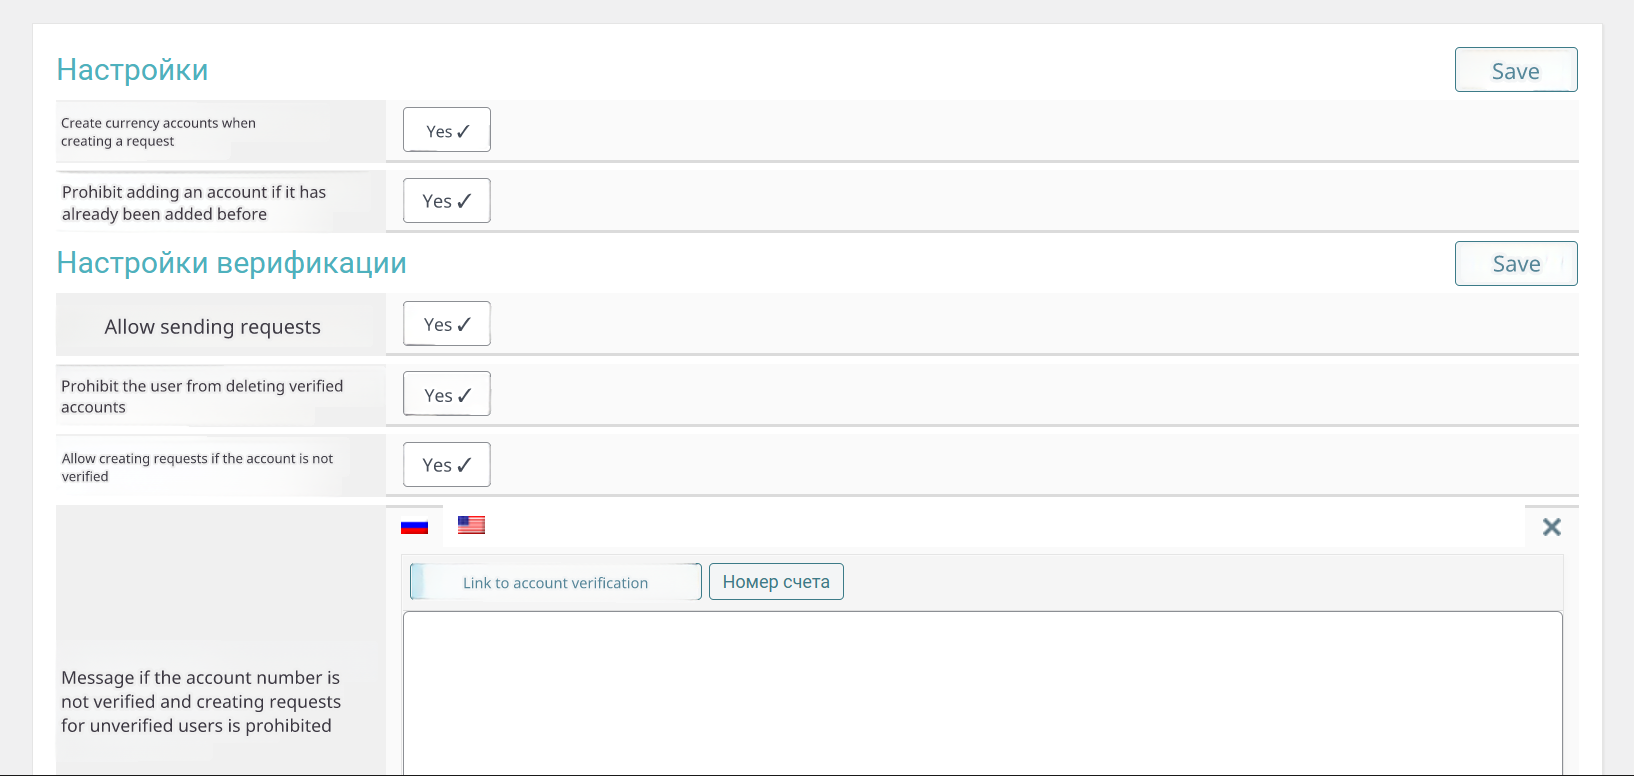 Настройки
Save
Create currency accounts when
creating a request
Yes ✓
Prohibit adding an account if it has
already been added before
Yes ✓
Настройки верификации
Save
Allow sending requests
Yes ✓
Prohibit the user from deleting verified
accounts
Yes ✓
Allow creating requests if the account is not
verified
Yes ✓
Link to account verification
Номер счета
Message if the account number is
not verified and creating requests
for unverified users is prohibited